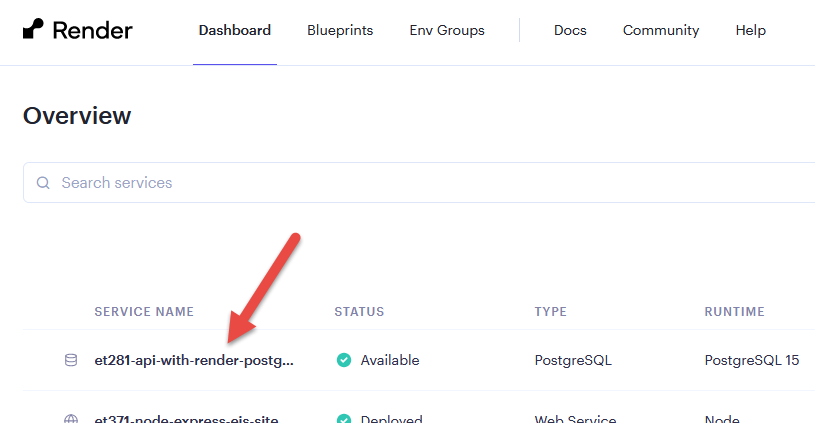 Render Dashboard Blueprints Env Groups Docs Community Help
Overview
Search services
SERVICE NAME STATUS TYPE RUNTIME
et281-api-with-render-postg... Available PostgreSQL PostgreSQL 15
et371-node-express-ejs-site Deployed Web Service Node